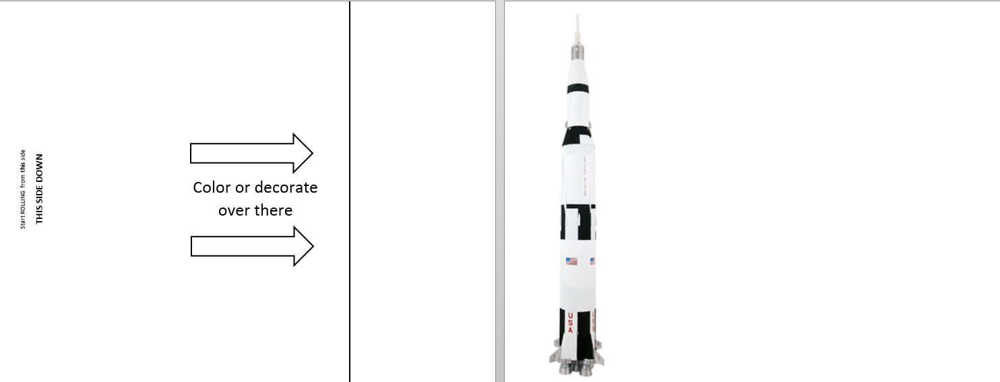 Start ROLLING from this side
THIS SIDE DOWN
Color or decorate
over there
USA